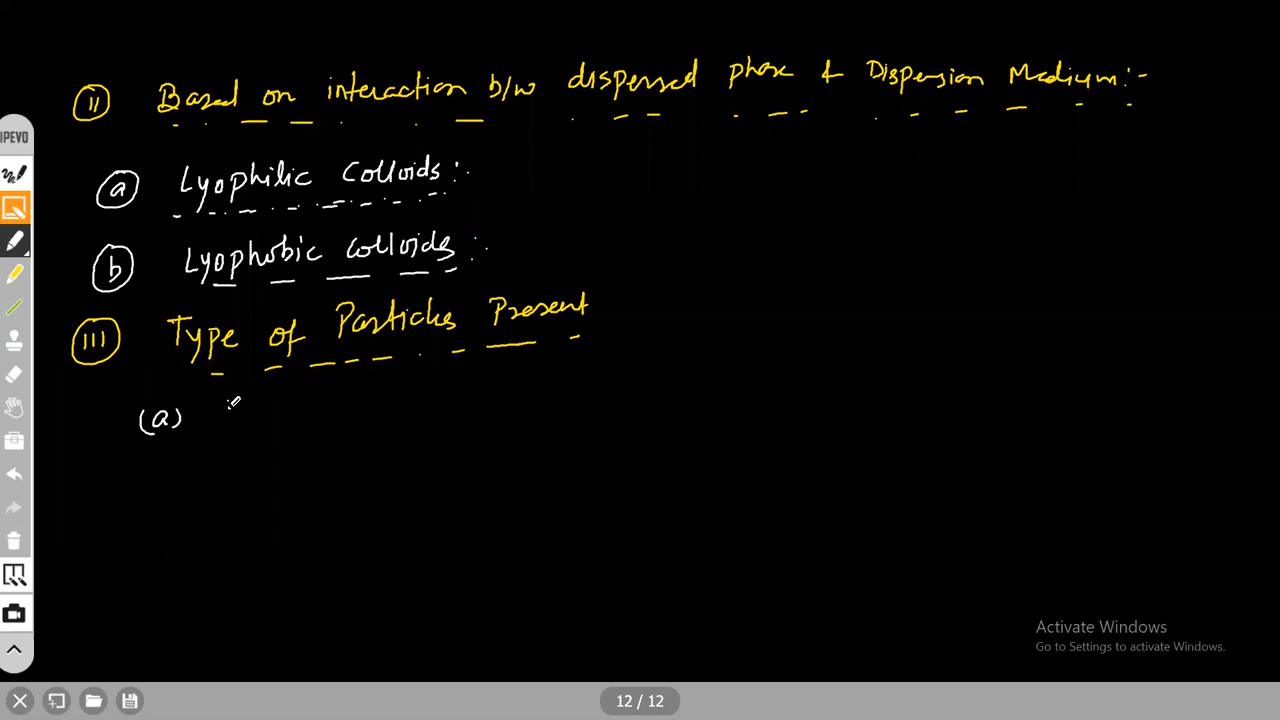 II Based on interaction b/w dispersed phase & Dispersion Medium:-
IPEVO
a Lyophilic Colloids:-
b Lyophobic Colloids:-
III Type of Particles Present
(a)
Activate Windows
Go to Settings to activate Windows.
12 / 12